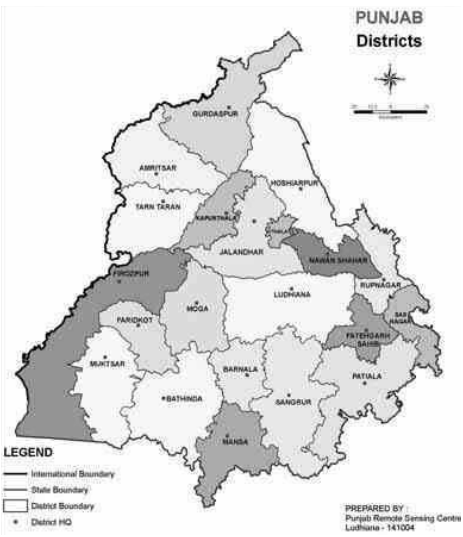 PUNJAB
Districts
GURDASPUR
AMRITSAR
HOSHIARPUR
TARN TARAN
KAPURTHALA
JALANDHAR
NAWAN SHAHAR
FIROZPUR
RUPNAGAR
LUDHIANA
MOGA
SAS
NAGAR
FARIDKOT
FATEHGARH
SAHIB
MUKTSAR
BARNALA
PATIALA
BATHINDA
SANGRUR
MANSA
LEGEND
International Boundary
State Boundary
District Boundary
District HQ
PREPARED BY :
Punjab Remote Sensing Centre
Ludhiana - 141004